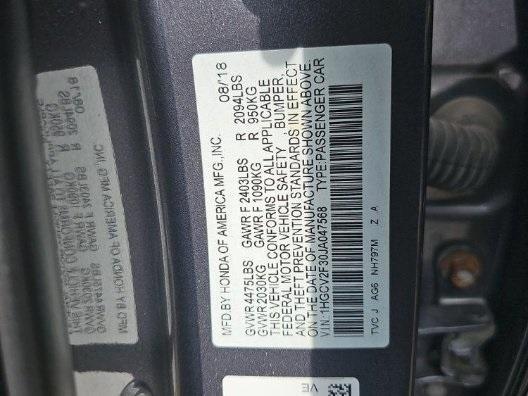 MFD.BY HONDA OF AMERICA MFG.,INC. 08/18
GVWR 4475LBS GAWR F 2403LBS R 2094LBS
GVWR 2030KG GAWR F 1090KG R 950KG
THIS VEHICLE CONFORMS TO ALL APPLICABLE
FEDERAL MOTOR VEHICLE SAFETY, BUMPER,
AND THEFT PREVENTION STANDARDS IN EFFECT
ON THE DATE OF MANUFACTURE SHOWN ABOVE.
V.I.N.:1HGCV2F30JA047568 TYPE:PASSENGER CAR
TVC J AG6 NH797M Z A
VE